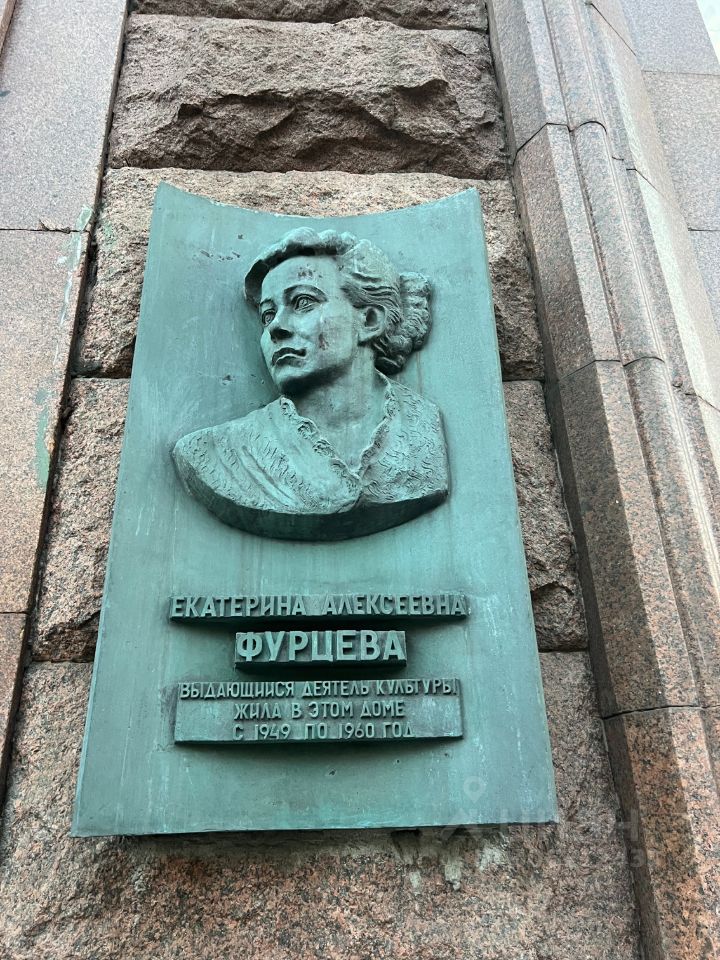 ЕКАТЕРИНА АЛЕКСЕЕВНА
ФУРЦЕВА
ВЫДАЮЩИЙСЯ ДЕЯТЕЛЬ КУЛЬТУРЫ
ЖИЛА В ЭТОМ ДОМЕ
С 1949 ПО 1960 ГОД